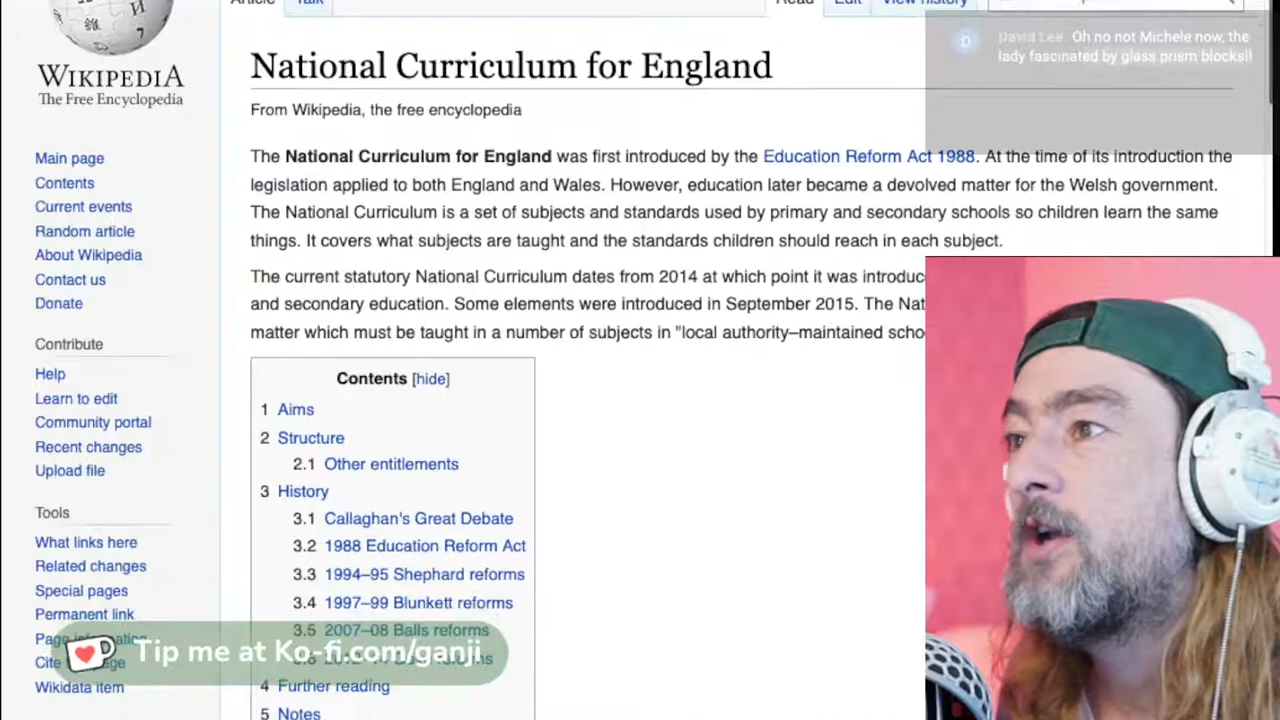 Article
Talk
Read
Edit
View history
David Lee Oh no not Michele now, the
lady fascinated by glass prism blocks!!
D
WIKIPEDIA
The Free Encyclopedia
Main page
Contents
Current events
Random article
About Wikipedia
Contact us
Donate
Contribute
Help
Learn to edit
Community portal
Recent changes
Upload file
Tools
What links here
Related changes
Special pages
Permanent link
Page information
Cite page
Wikidata item
National Curriculum for England
From Wikipedia, the free encyclopedia
The National Curriculum for England was first introduced by the Education Reform Act 1988. At the time of its introduction the
legislation applied to both England and Wales. However, education later became a devolved matter for the Welsh government.
The National Curriculum is a set of subjects and standards used by primary and secondary schools so children learn the same
things. It covers what subjects are taught and the standards children should reach in each subject.
The current statutory National Curriculum dates from 2014 at which point it was introduc
and secondary education. Some elements were introduced in September 2015. The Nat
matter which must be taught in a number of subjects in "local authority–maintained scho
Contents [hide]
1 Aims
2 Structure
2.1 Other entitlements
3 History
3.1 Callaghan's Great Debate
3.2 1988 Education Reform Act
3.3 1994–95 Shephard reforms
3.4 1997–99 Blunkett reforms
3.5 2007–08 Balls reforms
4 Further reading
5 Notes
Tip me at Ko-fi.com/ganji